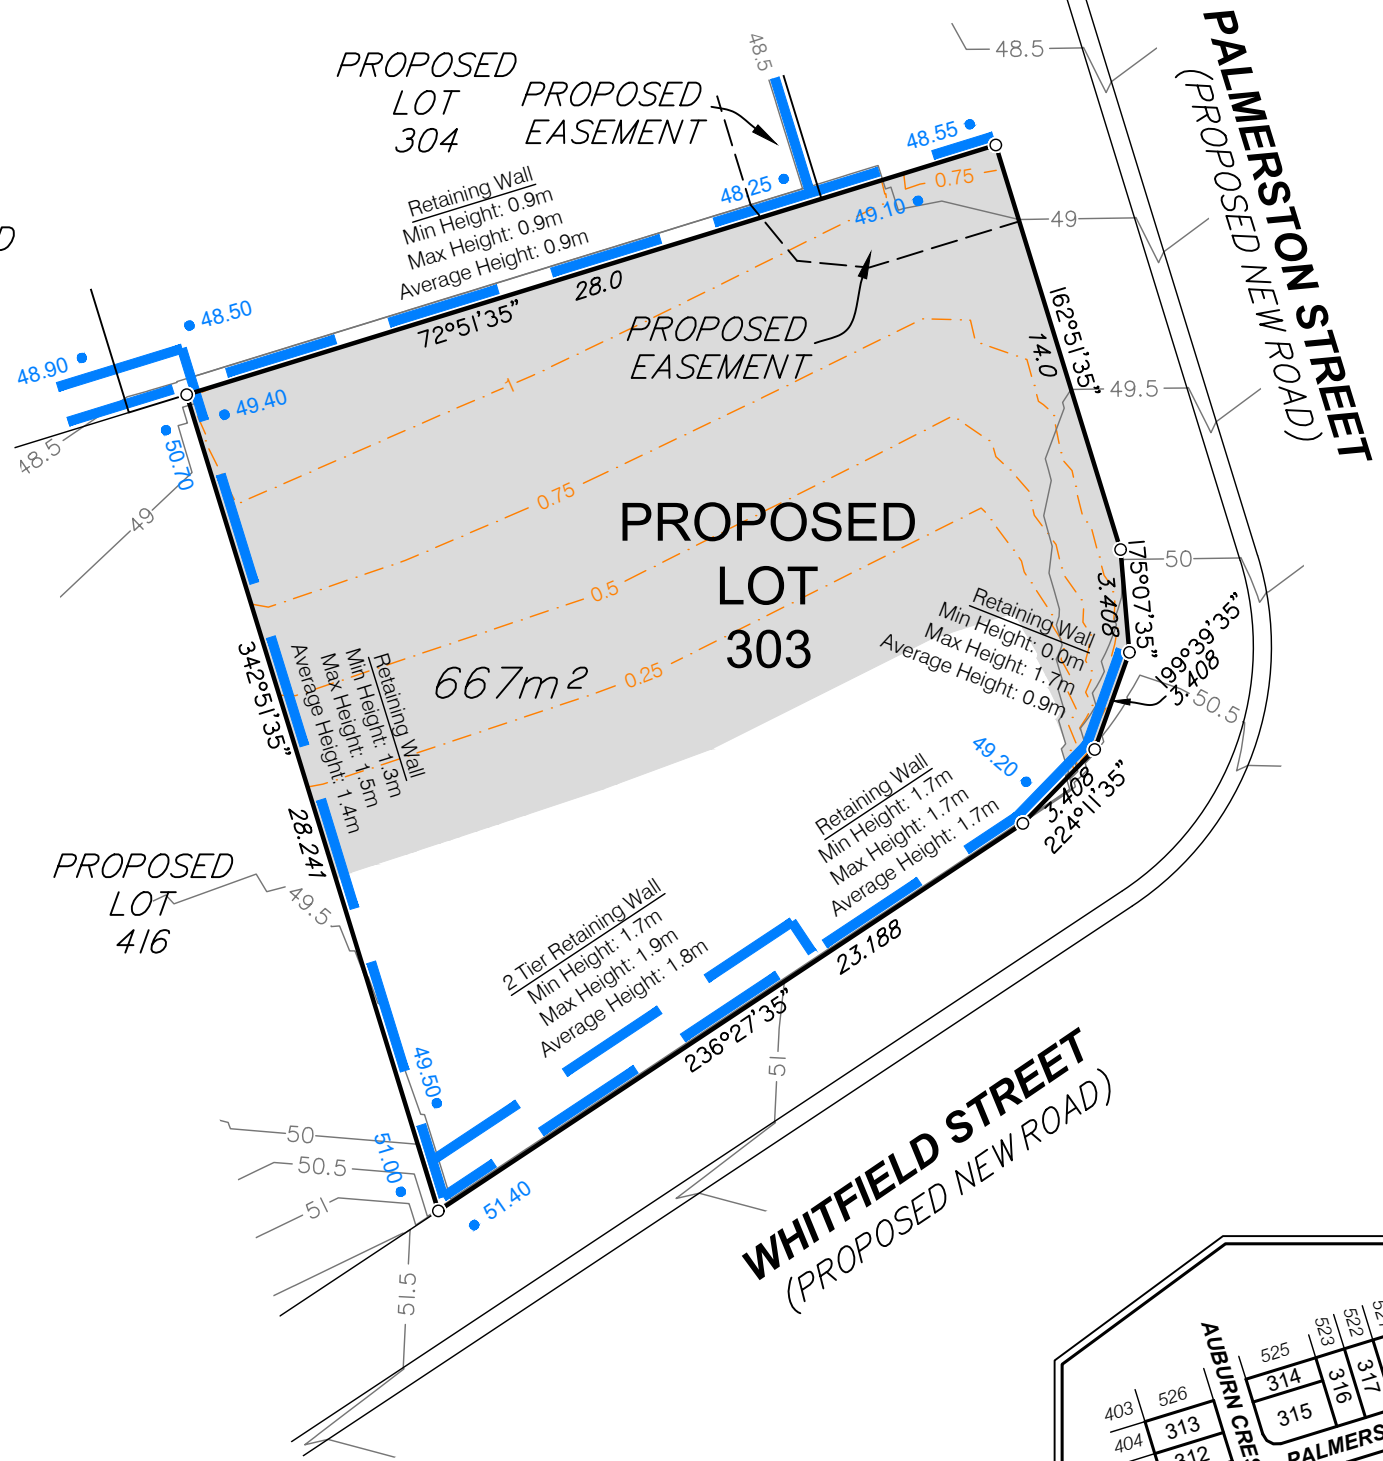 PROPOSED
LOT
304
PROPOSED
EASEMENT
48.5
48.5
PALMERSTON STREET
(PROPOSED NEW ROAD)
48.55
0.75
48.25
49.10
49
Retaining Wall
Min Height: 0.9m
Max Height: 0.9m
Average Height: 0.9m
28.0
72°51'35"
D
48.50
48.90
49.40
48.5
50.70
49
1
PROPOSED
EASEMENT
162°51'35"
14.0
49.5
0.75
0.5
0.25
PROPOSED
LOT
303
667m²
50
175°07'35"
3.408
Retaining Wall
Min Height: 0.0m
Max Height: 1.7m
Average Height: 0.9m
199°39'35"
3.408
50.5
342°51'35"
28.241
Retaining Wall
Min Height: 1.3m
Max Height: 1.5m
Average Height: 1.4m
49.20
3.408
224°11'35"
Retaining Wall
Min Height: 1.7m
Max Height: 1.7m
Average Height: 1.7m
PROPOSED
LOT
416
49.5
2 Tier Retaining Wall
Min Height: 1.7m
Max Height: 1.9m
Average Height: 1.8m
23.188
236°27'35"
51
49.50
50
50.5
51
51.00
51.40
51.5
WHITFIELD STREET
(PROPOSED NEW ROAD)
AUBURN CRES
403
526
404
313
312
525
314
315
523
522
316
317
PALMERS